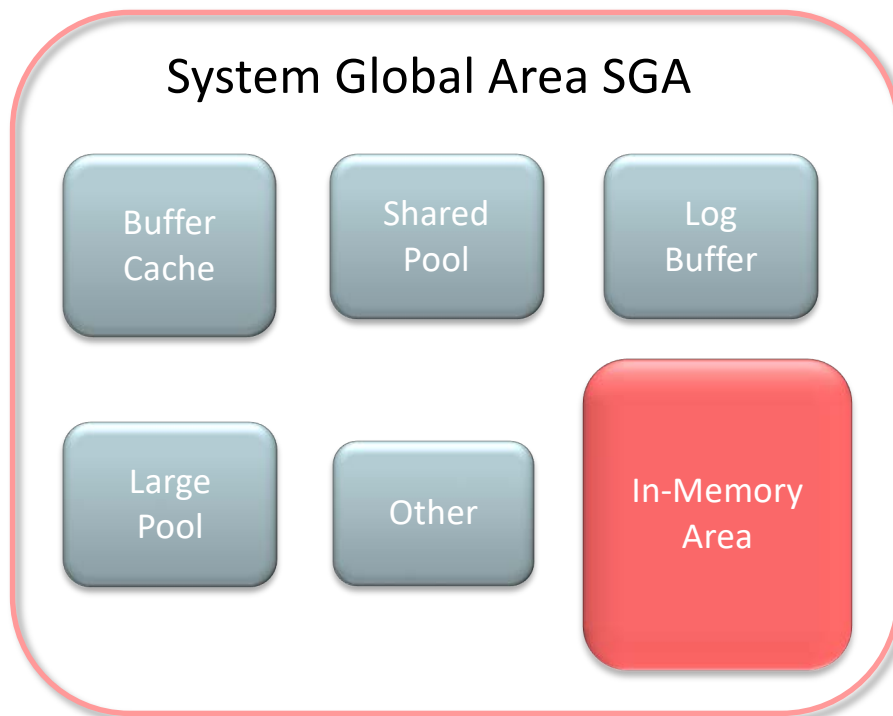 System Global Area SGA
Buffer
Cache
Shared
Pool
Log
Buffer
Large
Pool
Other
In-Memory
Area